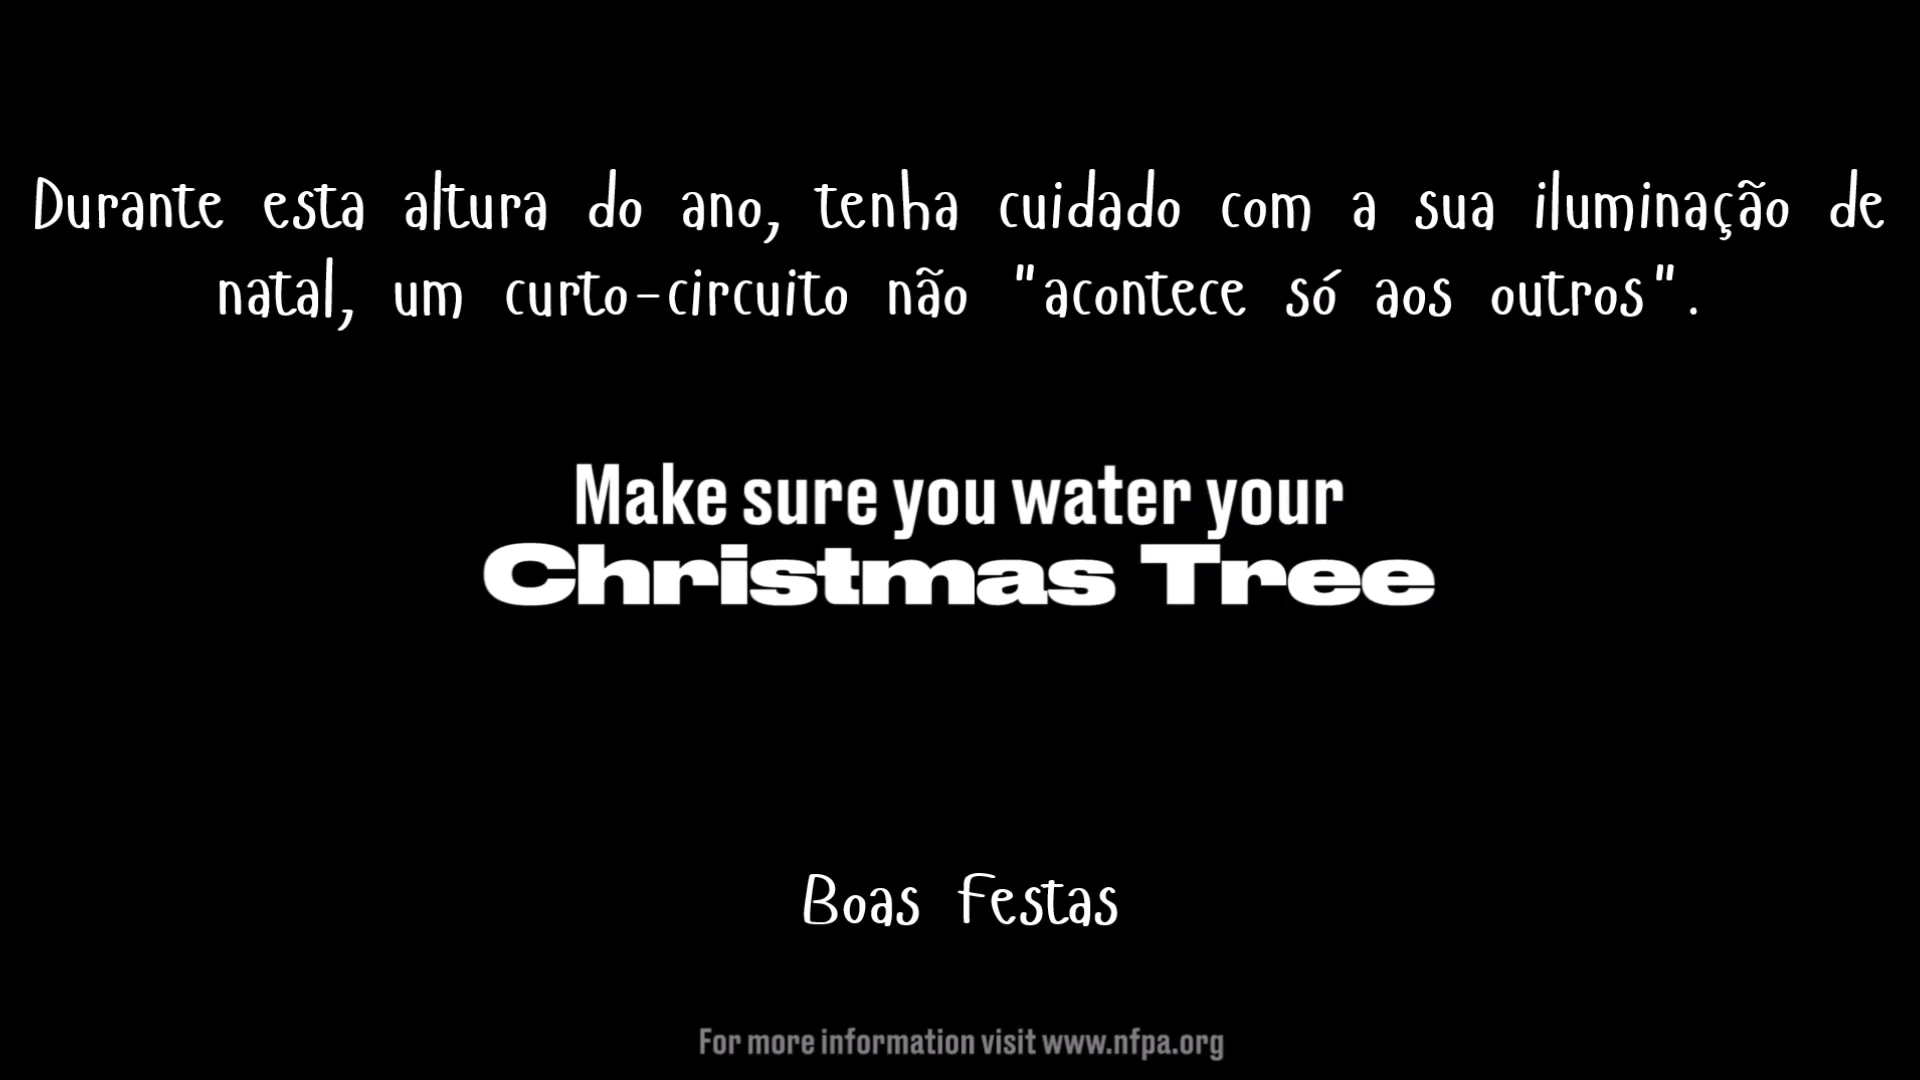 Durante esta altura do ano, tenha cuidado com a sua iluminação de
natal, um curto-circuito não "acontece só aos outros".
Make sure you water your
Christmas Tree
Boas Festas
For more information visit www.nfpa.org